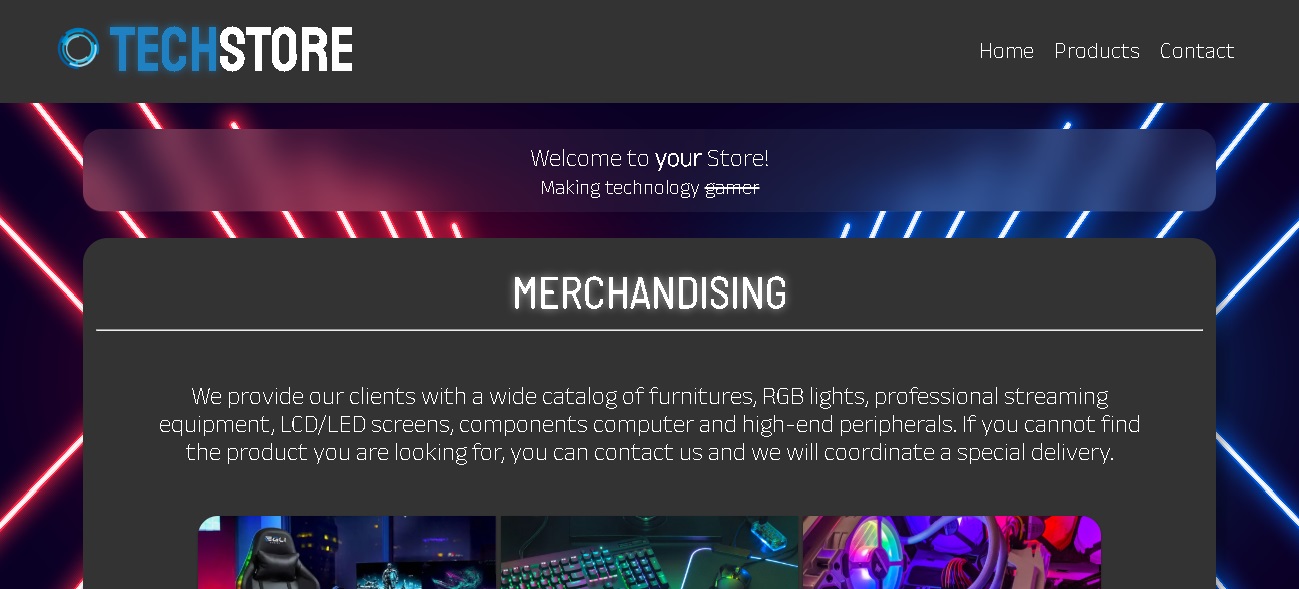 TECHSTORE
Home Products Contact
Welcome to your Store!
Making technology gamer
MERCHANDISING
We provide our clients with a wide catalog of furnitures, RGB lights, professional streaming
equipment, LCD/LED screens, components computer and high-end peripherals. If you cannot find
the product you are looking for, you can contact us and we will coordinate a special delivery.